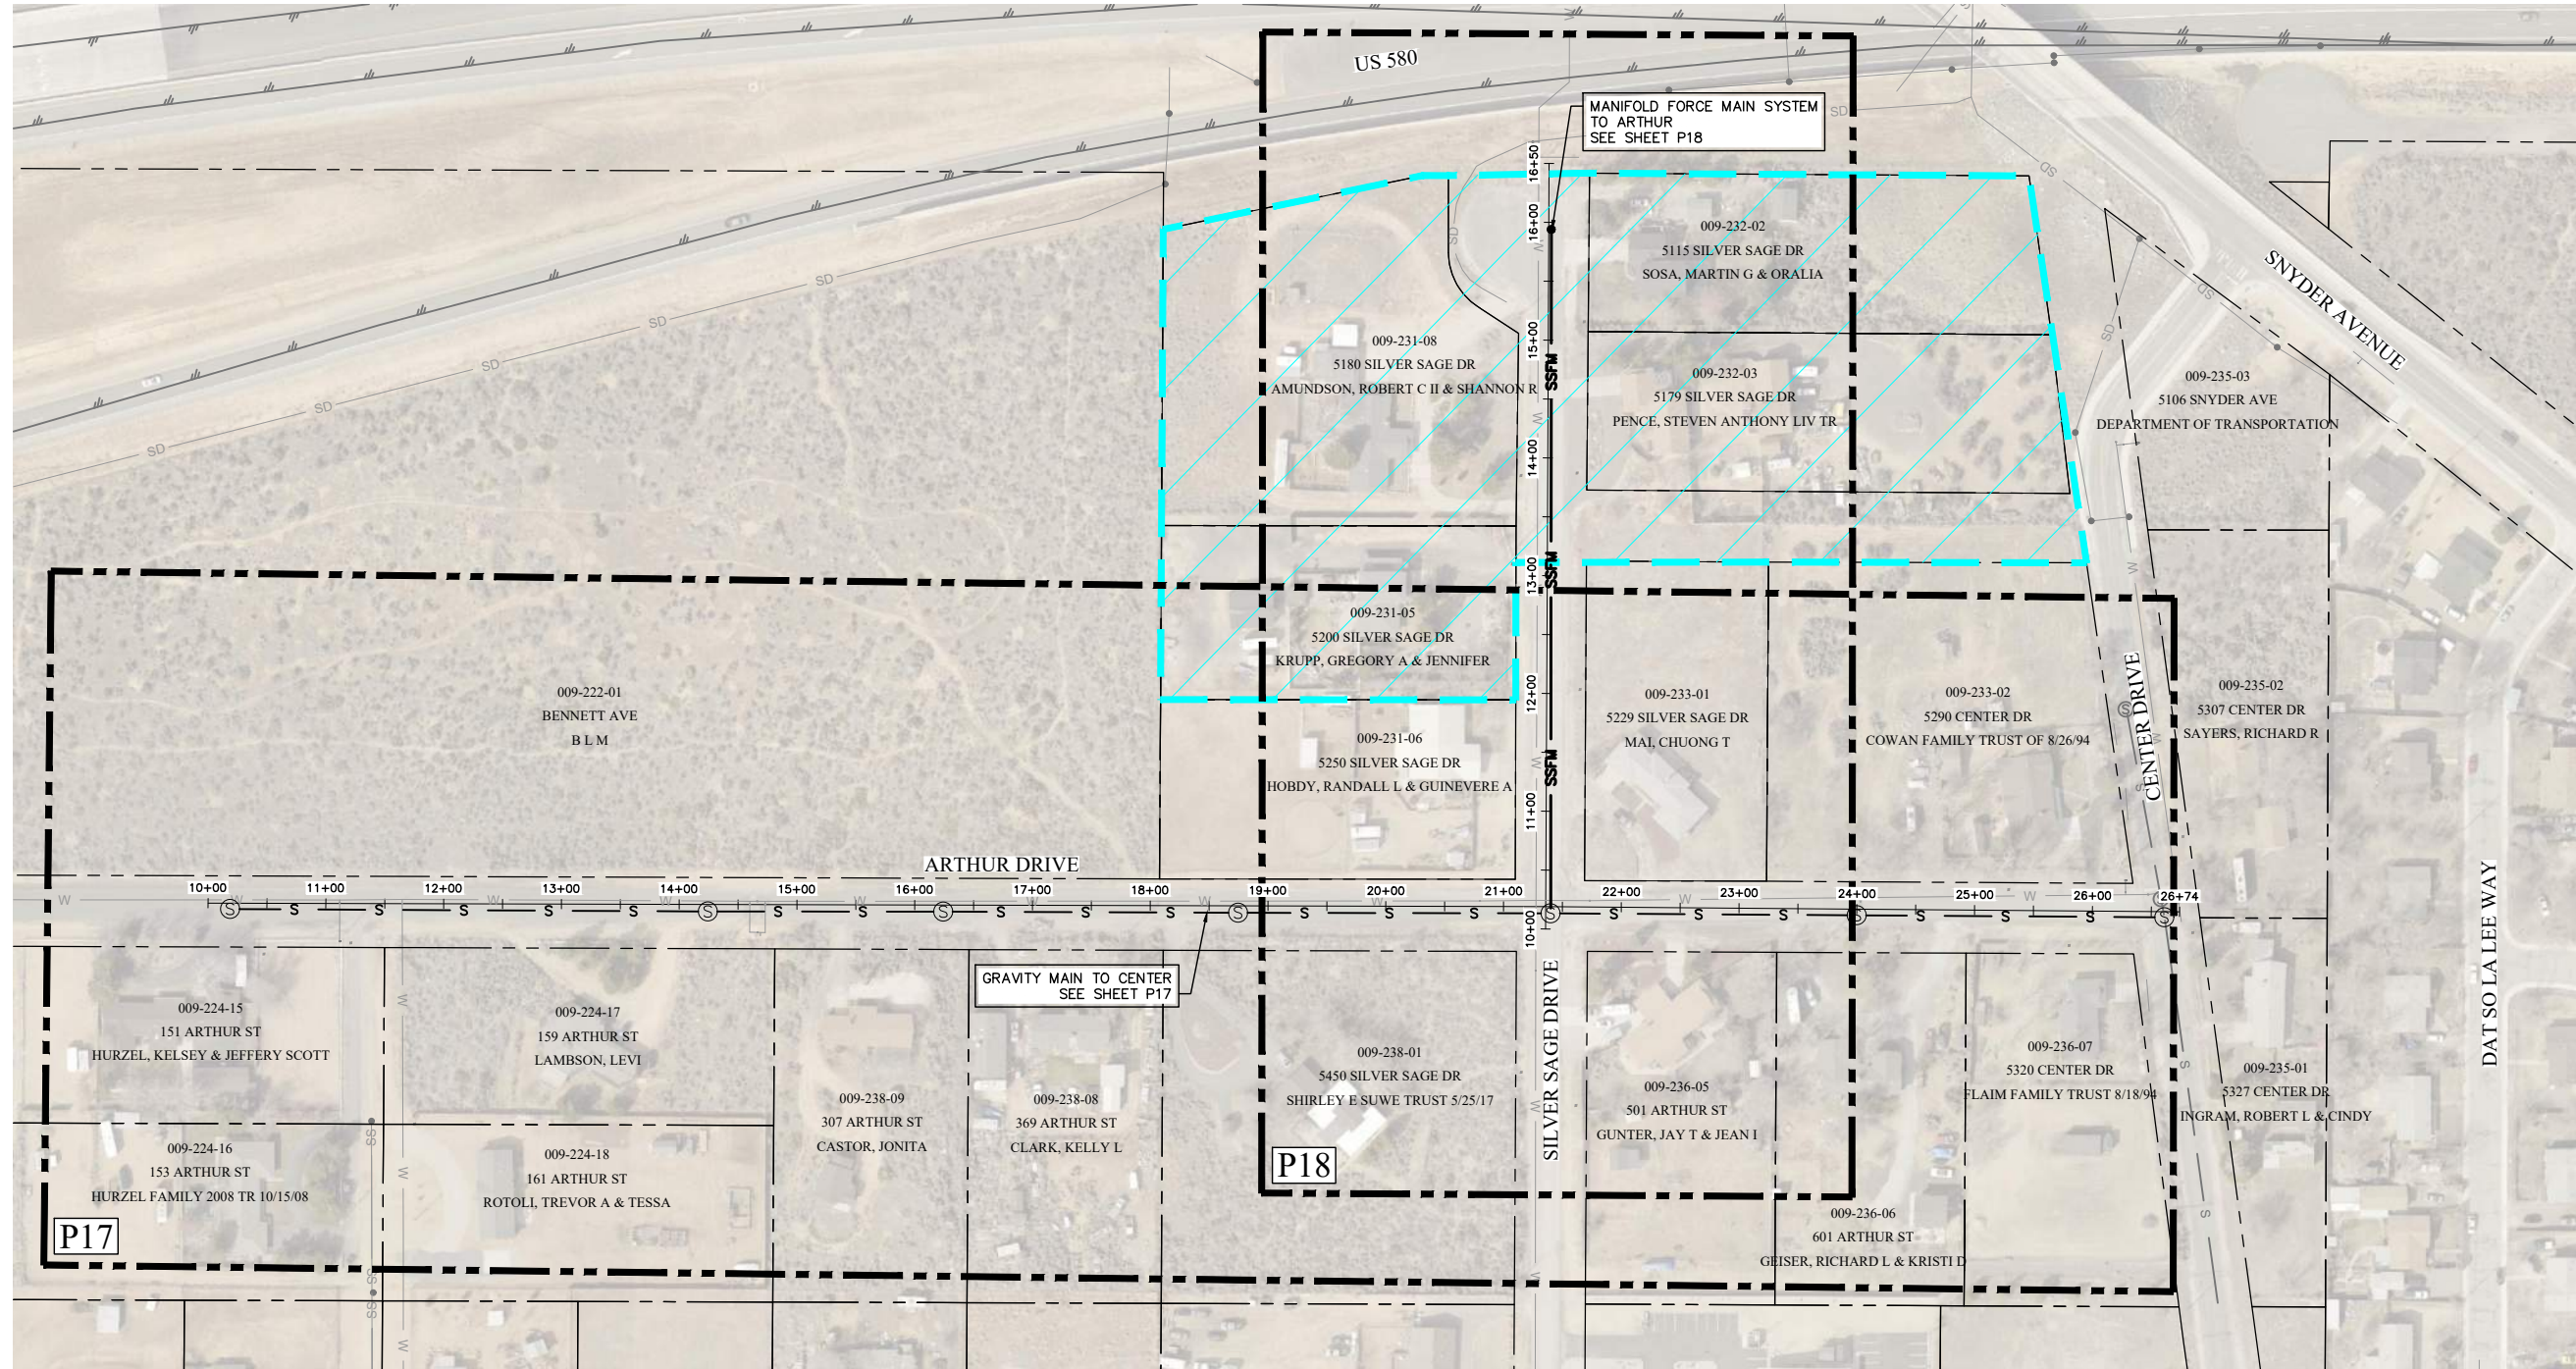 US 580
MANIFOLD FORCE MAIN SYSTEM
TO ARTHUR
SEE SHEET P18
SD
SD
SD
SD
SD
SD
SD
SD
SD
SD
W
16+50
16+00
15+00
14+00
13+00
12+00
11+00
10+00
SSFM
SSFM
SSFM
009-232-02
5115 SILVER SAGE DR
SOSA, MARTIN G & ORALIA
SNYDER AVENUE
009-231-08
5180 SILVER SAGE DR
AMUNDSON, ROBERT C II & SHANNON R
009-232-03
5179 SILVER SAGE DR
PENCE, STEVEN ANTHONY LIV TR
009-235-03
5106 SNYDER AVE
DEPARTMENT OF TRANSPORTATION
009-231-05
5200 SILVER SAGE DR
KRUPP, GREGORY A & JENNIFER
009-222-01
BENNETT AVE
B L M
009-231-06
5250 SILVER SAGE DR
HOBDY, RANDALL L & GUINEVERE A
009-233-01
5229 SILVER SAGE DR
MAI, CHUONG T
009-233-02
5290 CENTER DR
COWAN FAMILY TRUST OF 8/26/94
CENTER DRIVE
009-235-02
5307 CENTER DR
SAYERS, RICHARD R
ARTHUR DRIVE
10+00 11+00 12+00 13+00 14+00 15+00 16+00 17+00 18+00 19+00 20+00 21+00 22+00 23+00 24+00 25+00 26+00 26+74
S S S S S S S S S S S S S S S S S S S S S S S S S S S S S S
GRAVITY MAIN TO CENTER
SEE SHEET P17
009-224-15
151 ARTHUR ST
HURZEL, KELSEY & JEFFERY SCOTT
009-224-17
159 ARTHUR ST
LAMBSON, LEVI
009-238-09
307 ARTHUR ST
CASTOR, JONITA
009-238-08
369 ARTHUR ST
CLARK, KELLY L
009-238-01
5450 SILVER SAGE DR
SHIRLEY E SUWE TRUST 5/25/17
SILVER SAGE DRIVE
009-236-05
501 ARTHUR ST
GUNTER, JAY T & JEAN I
009-236-07
5320 CENTER DR
FLAIM FAMILY TRUST 8/18/94
009-235-01
5327 CENTER DR
INGRAM, ROBERT L & CINDY
DAT SO LA LEE WAY
009-224-16
153 ARTHUR ST
HURZEL FAMILY 2008 TR 10/15/08
009-224-18
161 ARTHUR ST
ROTOLI, TREVOR A & TESSA
009-236-06
601 ARTHUR ST
GEISER, RICHARD L & KRISTI D
SS
SS
SS
P17
P18